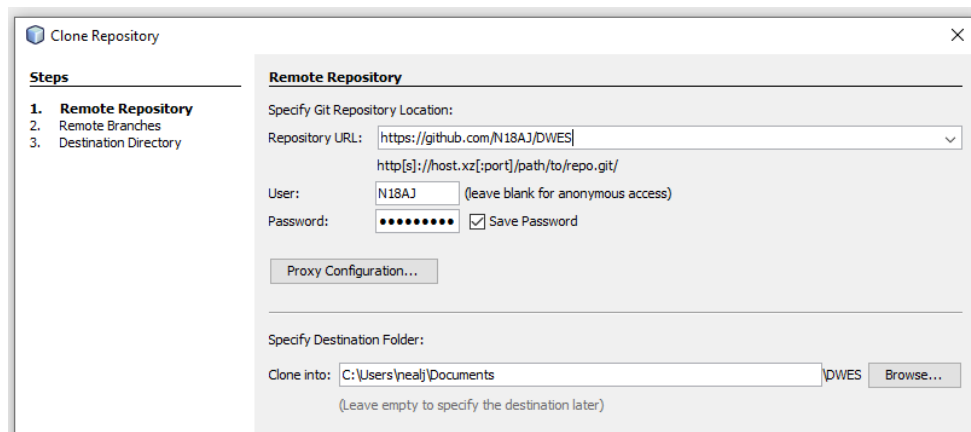 Clone Repository
Steps
1. Remote Repository
2. Remote Branches
3. Destination Directory
Remote Repository
Specify Git Repository Location:
Repository URL: https://github.com/N18AJ/DWES
http[s]://host.xz[:port]/path/to/repo.git/
User: N18AJ (leave blank for anonymous access)
Password: ●●●●●●●●● Save Password
Proxy Configuration...
Specify Destination Folder:
Clone into: C:\Users\nealj\Documents \DWES Browse...
(Leave empty to specify the destination later)